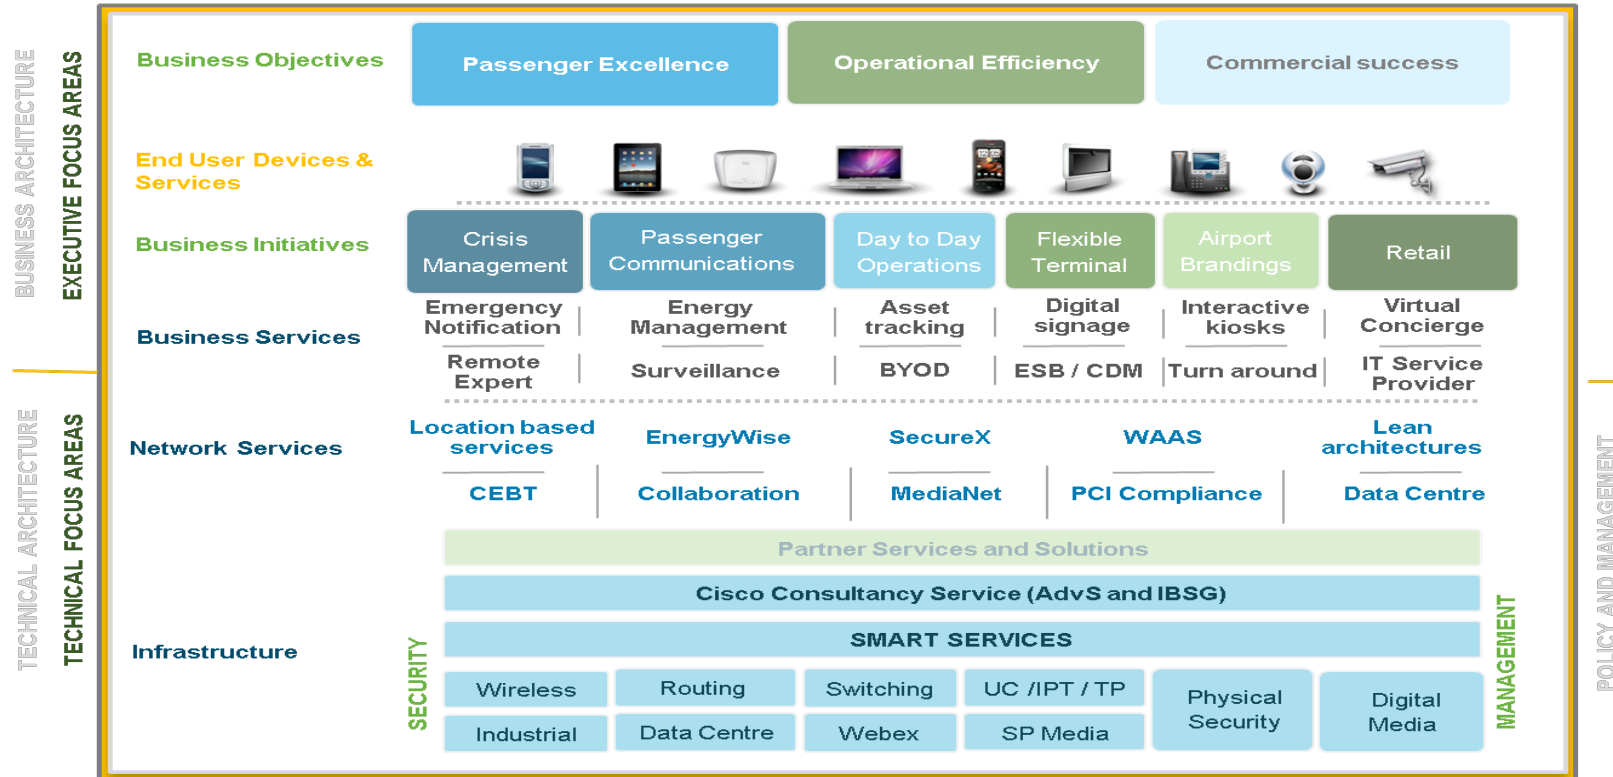 BUSINESS ARCHITECTURE
EXECUTIVE FOCUS AREAS
TECHNICAL ARCHITECTURE
TECHNICAL FOCUS AREAS
Business Objectives
Passenger Excellence
Operational Efficiency
Commercial success
End User Devices &
Services
Business Initiatives
Crisis
Management
Passenger
Communications
Day to Day
Operations
Flexible
Terminal
Airport
Brandings
Retail
Business Services
Emergency
Notification
Energy
Management
Asset
tracking
Digital
signage
Interactive
kiosks
Virtual
Concierge
Remote
Expert
Surveillance
BYOD
ESB / CDM
Turn around
IT Service
Provider
Network Services
Location based
services
EnergyWise
SecureX
WAAS
Lean
architectures
CEBT
Collaboration
MediaNet
PCI Compliance
Data Centre
Partner Services and Solutions
Cisco Consultancy Service (AdvS and IBSG)
SMART SERVICES
Infrastructure
SECURITY
Wireless
Routing
Switching
UC /IPT / TP
Physical
Security
Digital
Media
Industrial
Data Centre
Webex
SP Media
MANAGEMENT
POLICY AND MANAGEMENT